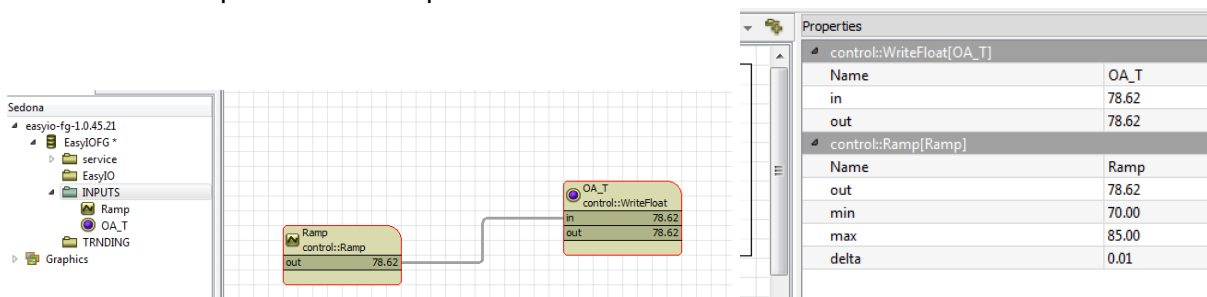 Sedona
easyio-fg-1.0.45.21
EasyIOFG *
service
EasyIO
INPUTS
Ramp
OA_T
TRNDING
Graphics
Ramp
control::Ramp
out 78.62
OA_T
control::WriteFloat
in 78.62
out 78.62
Properties
control::WriteFloat[OA_T]
Name OA_T
in 78.62
out 78.62
control::Ramp[Ramp]
Name Ramp
out 78.62
min 70.00
max 85.00
delta 0.01